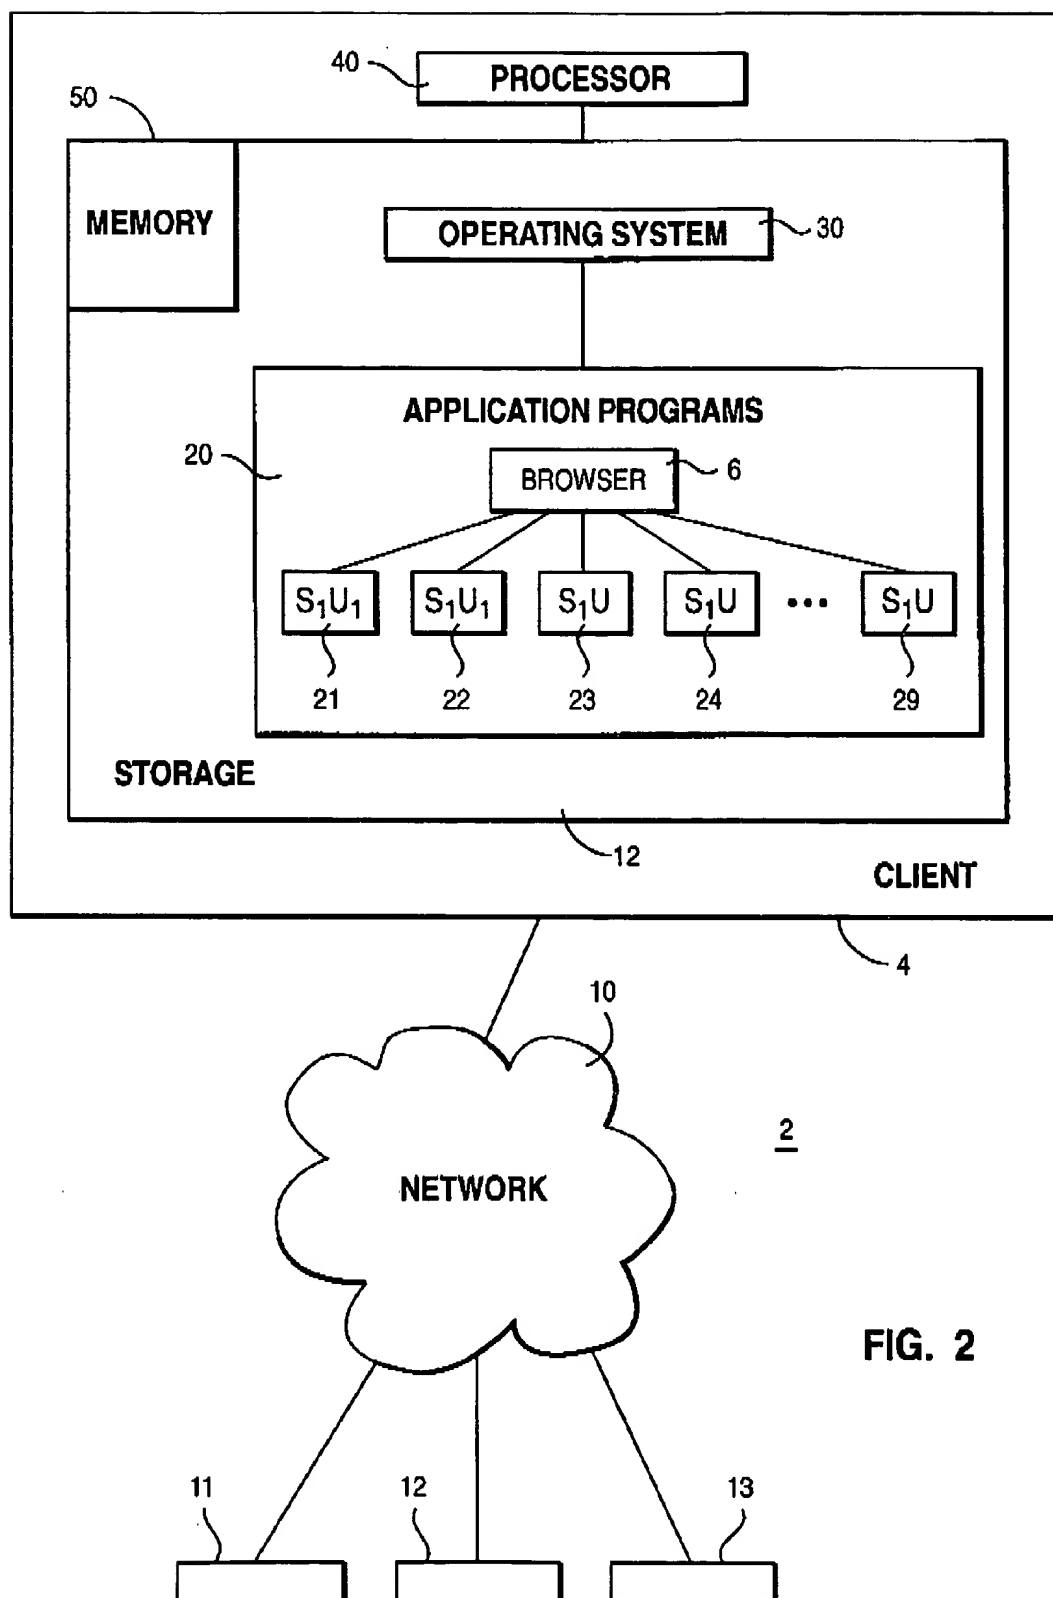 40
PROCESSOR
50
MEMORY
OPERATING SYSTEM
30
APPLICATION PROGRAMS
20
BROWSER
6
S₁U₁
S₁U₁
S₁U
S₁U
•••
S₁U
21
22
23
24
29
STORAGE
12
CLIENT
4
10
2
NETWORK
FIG. 2
11
12
13